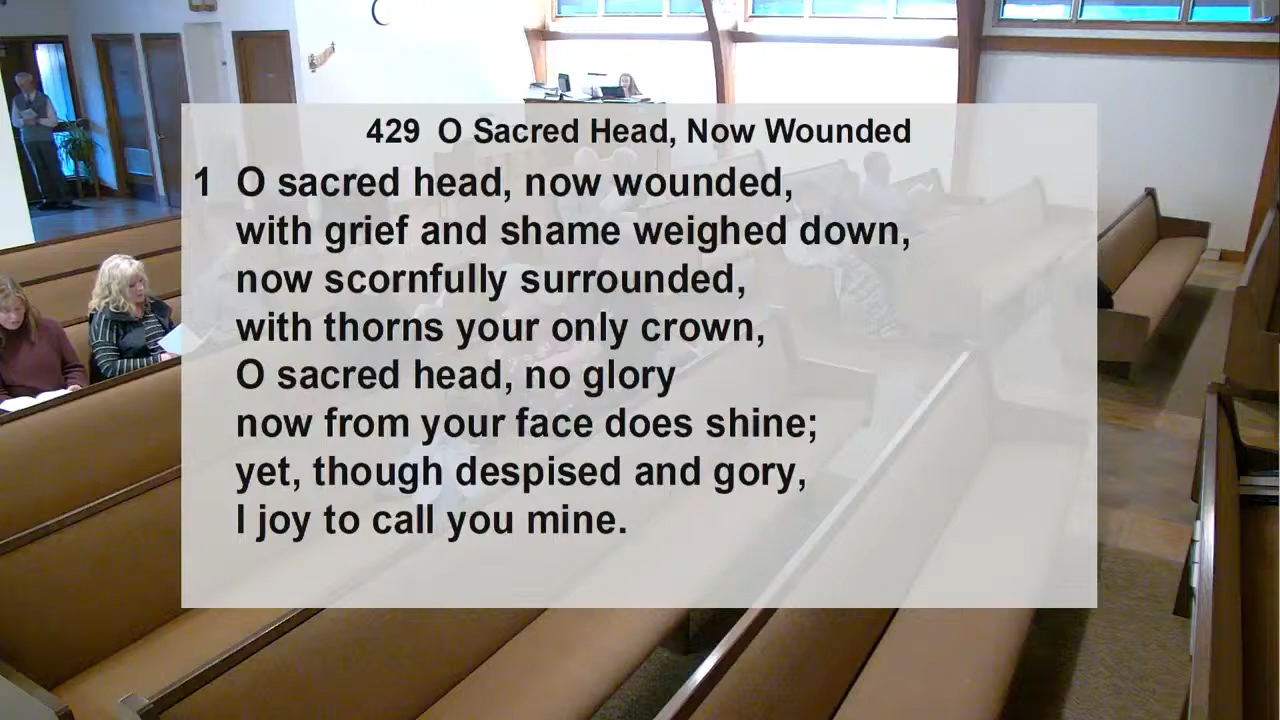 429 O Sacred Head, Now Wounded
1 O sacred head, now wounded,
with grief and shame weighed down,
now scornfully surrounded,
with thorns your only crown,
O sacred head, no glory
now from your face does shine;
yet, though despised and gory,
I joy to call you mine.